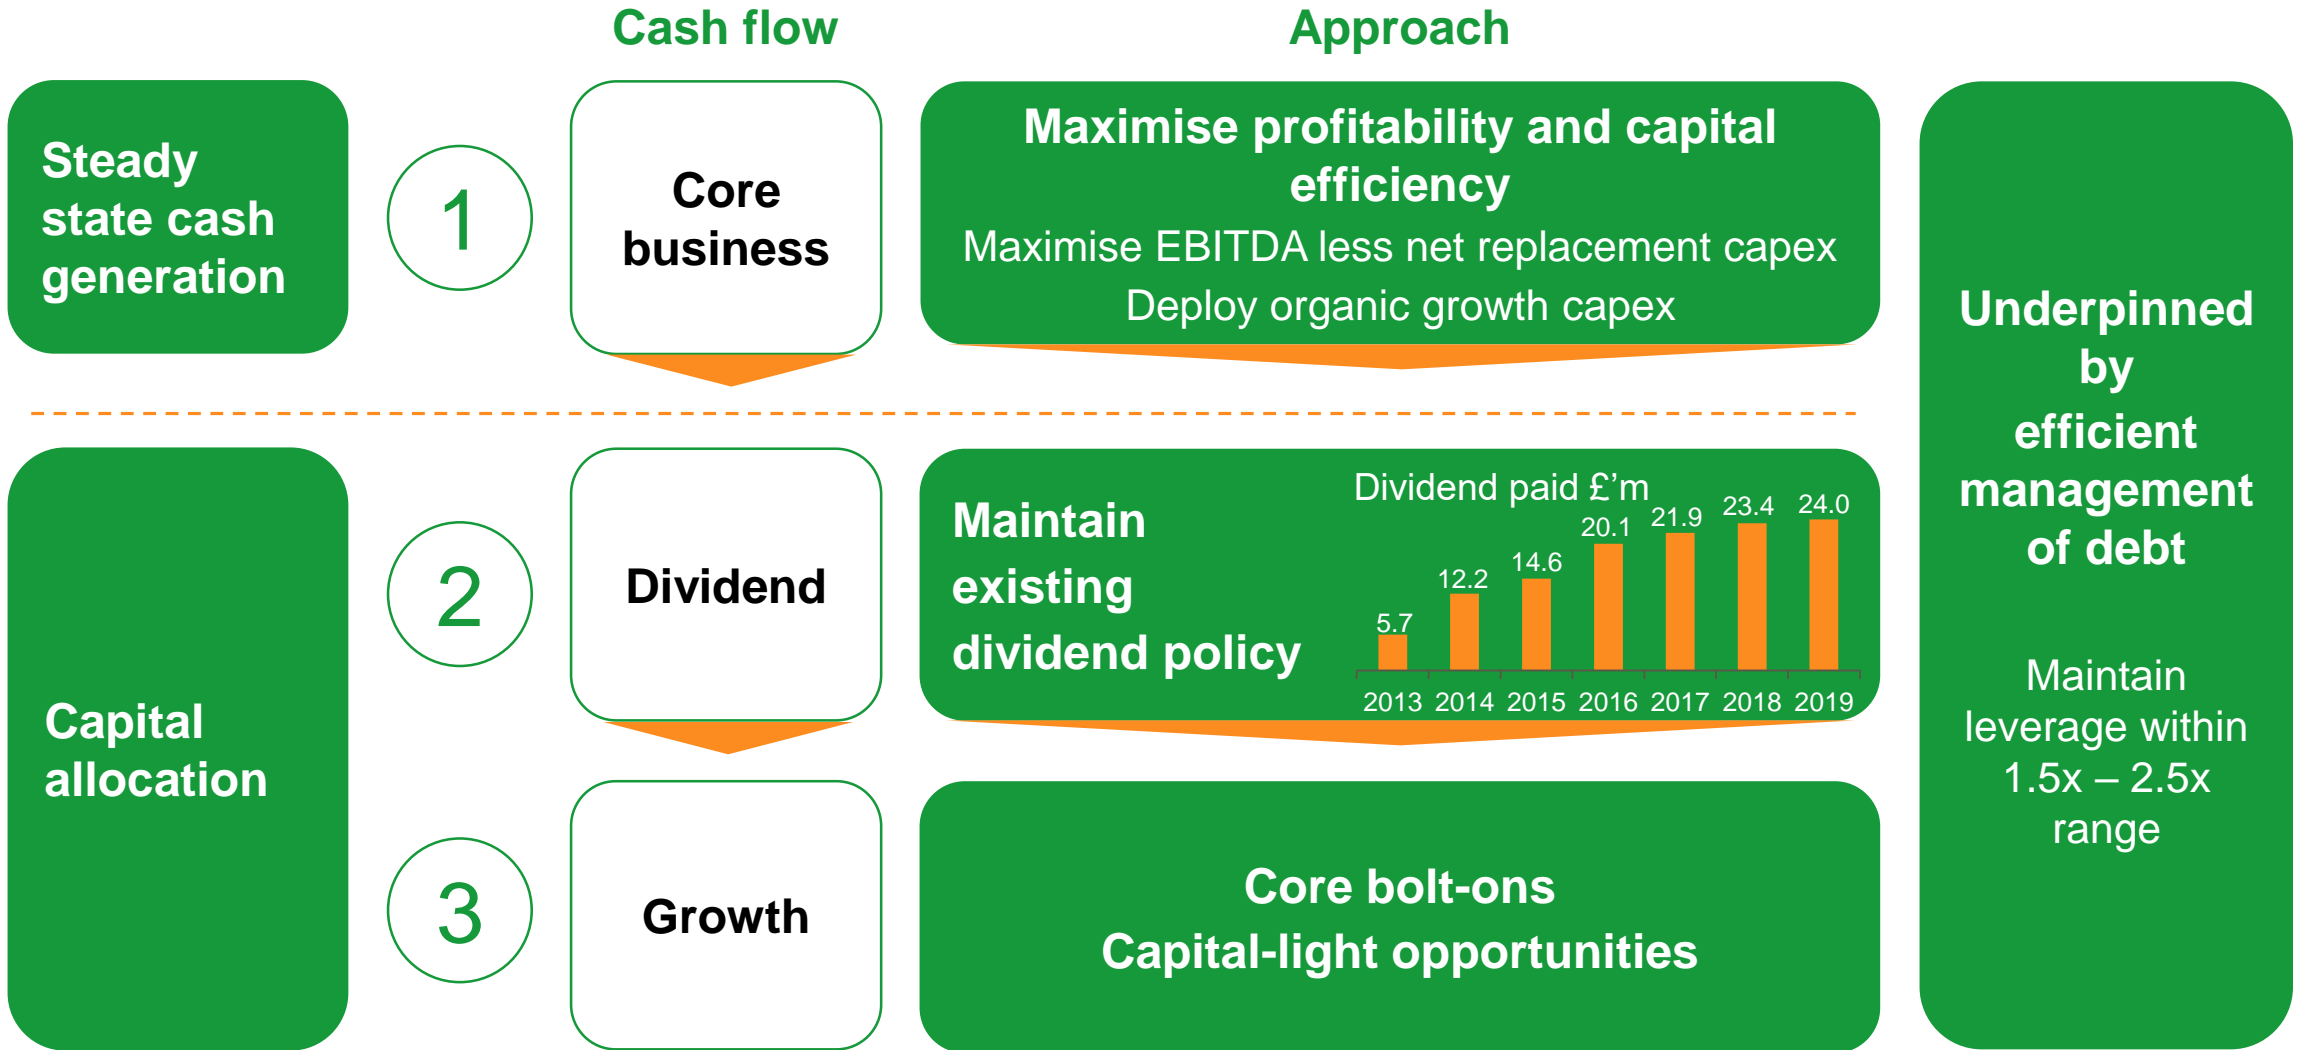 Cash flow
Approach
Steady
state cash
generation
1
Core
business
Maximise profitability and capital
efficiency
Maximise EBITDA less net replacement capex
Deploy organic growth capex
Capital
allocation
2
Dividend
Maintain
existing
dividend policy
Dividend paid £’m
5.7
12.2
14.6
20.1
21.9
23.4
24.0
2013 2014 2015 2016 2017 2018 2019
3
Growth
Core bolt-ons
Capital-light opportunities
Underpinned
by
efficient
management
of debt
Maintain
leverage within
1.5x – 2.5x
range